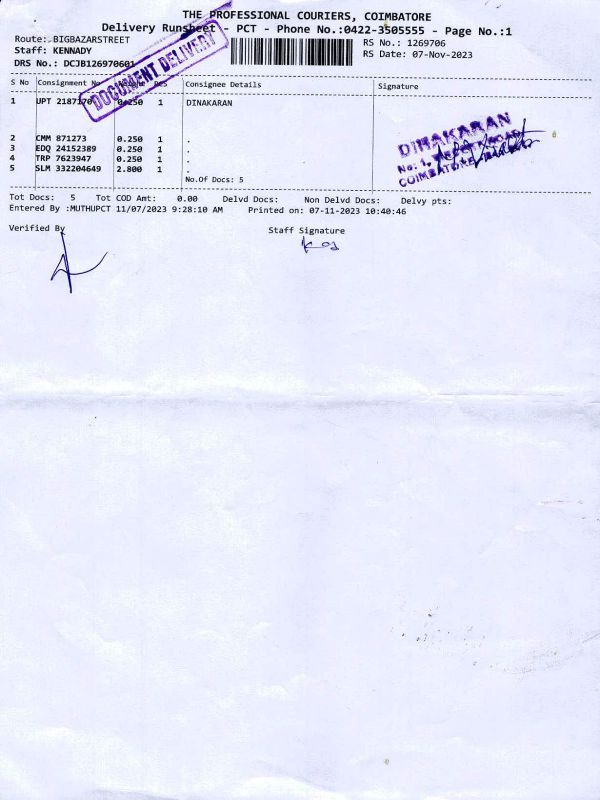 THE PROFESSIONAL COURIERS, COIMBATORE
Delivery Runsheet - PCT - Phone No.:0422-3505555 - Page No.:1
Route: BIGBAZARSTREET
RS No.: 1269706
Staff: KENNADY
RS Date: 07-Nov-2023
DRS No.: DCJB126970601
DOCUMENT DELIVERY
S No Consignment No Pcs Consignee Details Signature
1 UPT 0.250 1 DINAKARAN
2 CMM 871273 0.250 1 .
3 EDQ 24152389 0.250 1 .
4 TRP 7623947 0.250 1 .
5 SLM 332204649 2.800 1 .
DINAKARAN
No: 1,
COIMBATORE
No.Of Docs: 5
Tot Docs: 5 Tot COD Amt: 0.00 Delvd Docs: Non Delvd Docs: Delvy pts:
Entered By :MUTHUPCT 11/07/2023 9:28:10 AM Printed on: 07-11-2023 10:40:46
Verified By Staff Signature